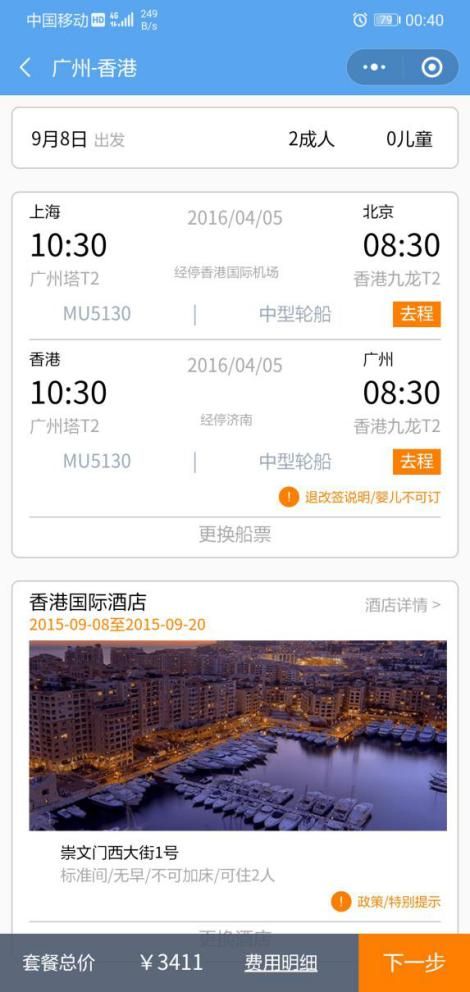 中国移动 HD 4G 249 B/s 79 00:40
广州-香港
9月8日 出发 2成人 0儿童
上海 2016/04/05 北京
10:30 08:30
广州塔T2 经停香港国际机场 香港九龙T2
MU5130 | 中型轮船 去程
香港 2016/04/05 广州
10:30 08:30
广州塔T2 经停济南 香港九龙T2
MU5130 | 中型轮船 去程
! 退改签说明/婴儿不可订
更换船票
香港国际酒店 酒店详情 >
2015-09-08至2015-09-20
崇文门西大街1号
标准间/无早/不可加床/可住2人
! 政策/特别提示
更换酒店
套餐总价 ￥3411 费用明细 下一步